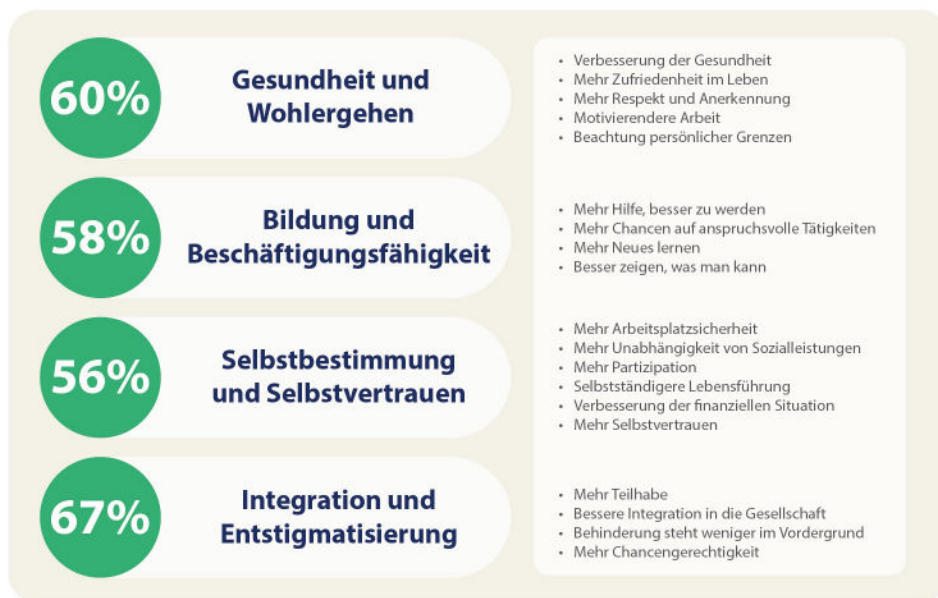 60%
Gesundheit und
Wohlergehen
• Verbesserung der Gesundheit
• Mehr Zufriedenheit im Leben
• Mehr Respekt und Anerkennung
• Motivierendere Arbeit
• Beachtung persönlicher Grenzen
58%
Bildung und
Beschäftigungsfähigkeit
• Mehr Hilfe, besser zu werden
• Mehr Chancen auf anspruchsvolle Tätigkeiten
• Mehr Neues lernen
• Besser zeigen, was man kann
56%
Selbstbestimmung
und Selbstvertrauen
• Mehr Arbeitsplatzsicherheit
• Mehr Unabhängigkeit von Sozialleistungen
• Mehr Partizipation
• Selbstständigere Lebensführung
• Verbesserung der finanziellen Situation
• Mehr Selbstvertrauen
67%
Integration und
Entstigmatisierung
• Mehr Teilhabe
• Bessere Integration in die Gesellschaft
• Behinderung steht weniger im Vordergrund
• Mehr Chancengerechtigkeit